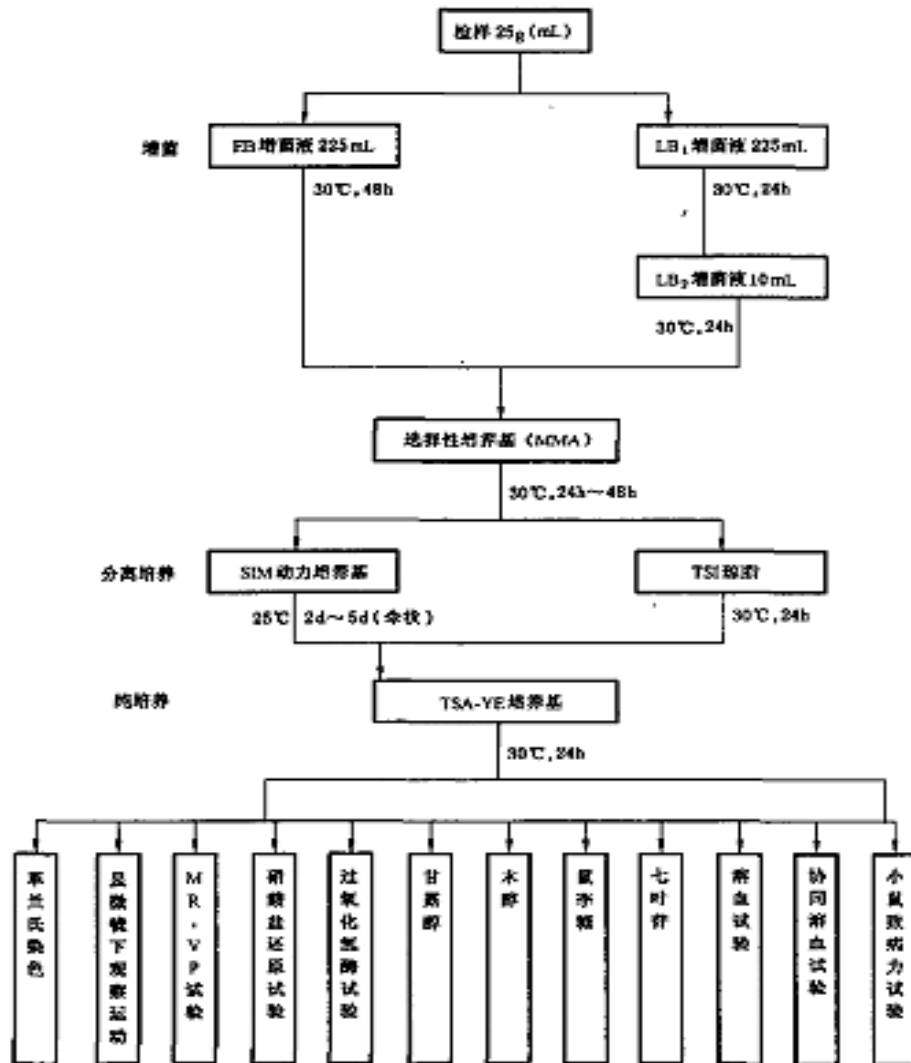 检样25g(mL)
增菌
EB增菌液225mL
LB₁增菌液225mL
30℃,48h
30℃,24h
LB₂增菌液10mL
30℃,24h
选择性培养基(MMA)
30℃,24h~48h
分离培养
SIM动力培养基
TSI琼脂
25℃ 2d~5d(伞状)
30℃,24h
纯培养
TSA-YE培养基
30℃,24h
革兰氏染色
显微镜下观察运动
MR·VP试验
硝酸盐还原试验
过氧化氢酶试验
甘露醇
木醇
鼠李糖
七叶苷
溶血试验
协同溶血试验
小鼠致病力试验